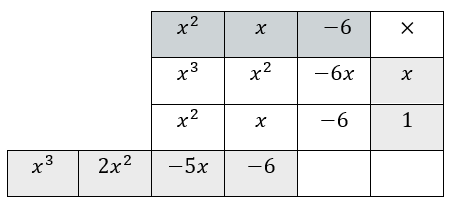 x² x −6 ×
x³ x² −6x x
x² x −6 1
x³ 2x² −5x −6